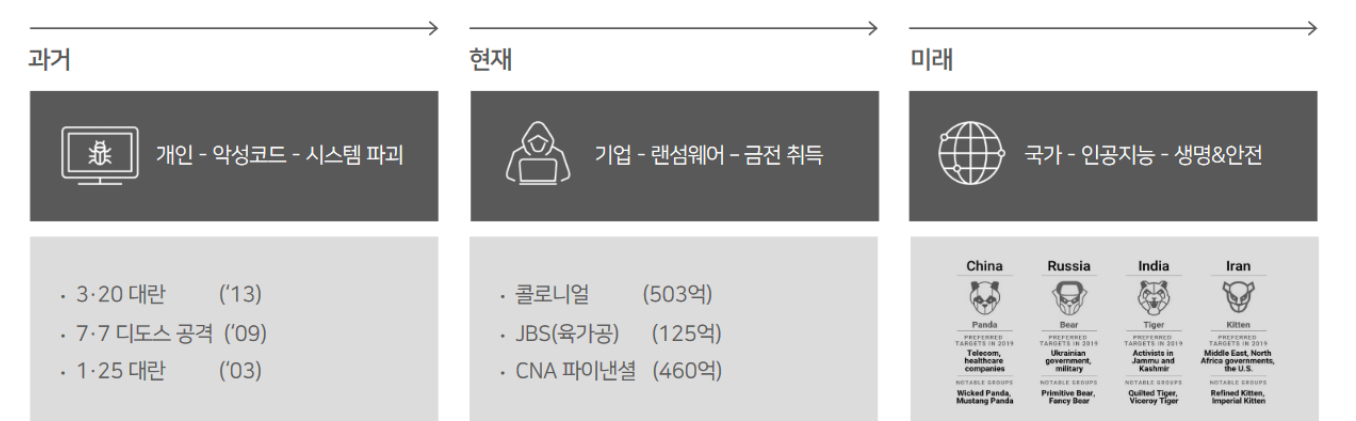 과거
개인 - 악성코드 - 시스템 파괴
· 3·20 대란 (‘13)
· 7·7 디도스 공격 (‘09)
· 1·25 대란 (‘03)
현재
기업 - 랜섬웨어 – 금전 취득
· 콜로니얼 (503억)
· JBS(육가공) (125억)
· CNA 파이낸셜 (460억)
미래
국가 - 인공지능 - 생명&안전
China
Panda
PREFERRED
TARGETS IN 2019
Telecom,
healthcare
companies
NOTABLE GROUPS
Wicked Panda,
Mustang Panda
Russia
Bear
PREFERRED
TARGETS IN 2019
Ukrainian
government,
military
NOTABLE GROUPS
Primitive Bear,
Fancy Bear
India
Tiger
PREFERRED
TARGETS IN 2019
Activists in
Jammu and
Kashmir
NOTABLE GROUPS
Quilted Tiger,
Viceroy Tiger
Iran
Kitten
PREFERRED
TARGETS IN 2019
Middle East, North
Africa governments,
the U.S.
NOTABLE GROUPS
Refined Kitten,
Imperial Kitten